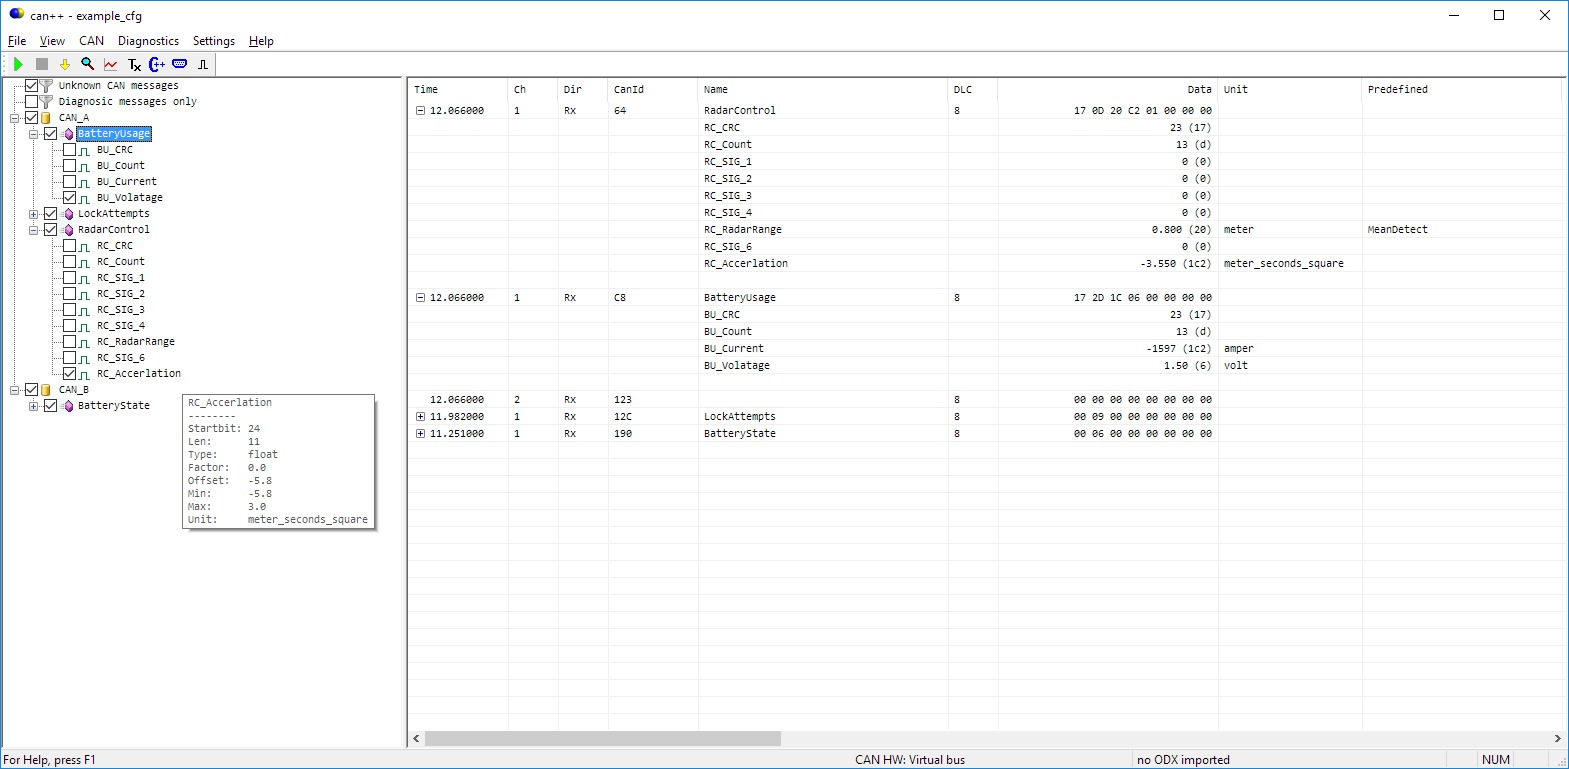 can++ - example_cfg
File View CAN Diagnostics Settings Help
Tx C++
Unknown CAN messages
Diagnosic messages only
CAN_A
BatteryUsage
BU_CRC
BU_Count
BU_Current
BU_Volatage
LockAttempts
RadarControl
RC_CRC
RC_Count
RC_SIG_1
RC_SIG_2
RC_SIG_3
RC_SIG_4
RC_RadarRange
RC_SIG_6
RC_Accerlation
CAN_B
BatteryState
RC_Accerlation
--------
Startbit: 24
Len: 11
Type: float
Factor: 0.0
Offset: -5.8
Min: -5.8
Max: 3.0
Unit: meter_seconds_square
Time Ch Dir CanId Name DLC Data Unit Predefined
12.066000 1 Rx 64 RadarControl 8 17 0D 20 C2 01 00 00 00
RC_CRC 23 (17)
RC_Count 13 (d)
RC_SIG_1 0 (0)
RC_SIG_2 0 (0)
RC_SIG_3 0 (0)
RC_SIG_4 0 (0)
RC_RadarRange 0.800 (20) meter MeanDetect
RC_SIG_6 0 (0)
RC_Accerlation -3.550 (1c2) meter_seconds_square
12.066000 1 Rx C8 BatteryUsage 8 17 2D 1C 06 00 00 00 00
BU_CRC 23 (17)
BU_Count 13 (d)
BU_Current -1597 (1c2) amper
BU_Volatage 1.50 (6) volt
12.066000 2 Rx 123 8 00 00 00 00 00 00 00 00
11.982000 1 Rx 12C LockAttempts 8 00 09 00 00 00 00 00 00
11.251000 1 Rx 190 BatteryState 8 00 06 00 00 00 00 00 00
For Help, press F1 CAN HW: Virtual bus no ODX imported NUM